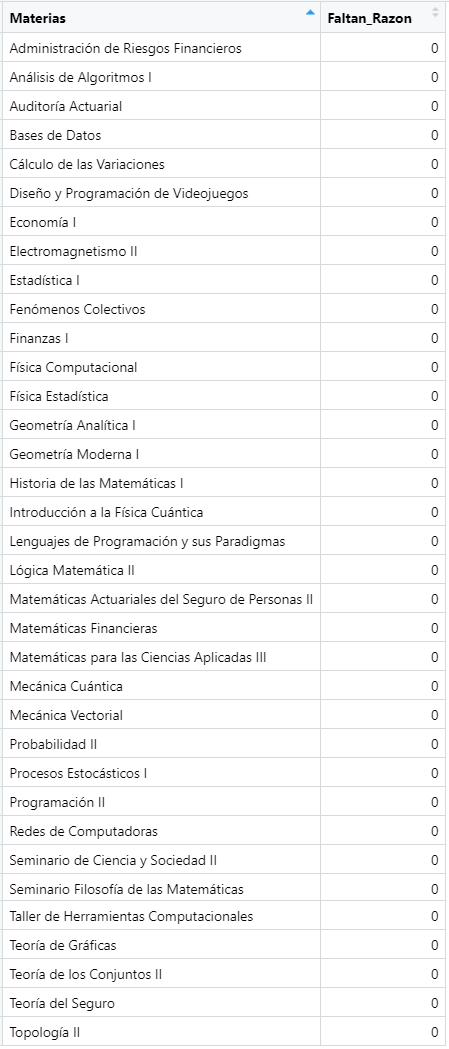 Materias Faltan_Razon
Administración de Riesgos Financieros 0
Análisis de Algoritmos I 0
Auditoría Actuarial 0
Bases de Datos 0
Cálculo de las Variaciones 0
Diseño y Programación de Videojuegos 0
Economía I 0
Electromagnetismo II 0
Estadística I 0
Fenómenos Colectivos 0
Finanzas I 0
Física Computacional 0
Física Estadística 0
Geometría Analítica I 0
Geometría Moderna I 0
Historia de las Matemáticas I 0
Introducción a la Física Cuántica 0
Lenguajes de Programación y sus Paradigmas 0
Lógica Matemática II 0
Matemáticas Actuariales del Seguro de Personas II 0
Matemáticas Financieras 0
Matemáticas para las Ciencias Aplicadas III 0
Mecánica Cuántica 0
Mecánica Vectorial 0
Probabilidad II 0
Procesos Estocásticos I 0
Programación II 0
Redes de Computadoras 0
Seminario de Ciencia y Sociedad II 0
Seminario Filosofía de las Matemáticas 0
Taller de Herramientas Computacionales 0
Teoría de Gráficas 0
Teoría de los Conjuntos II 0
Teoría del Seguro 0
Topología II 0